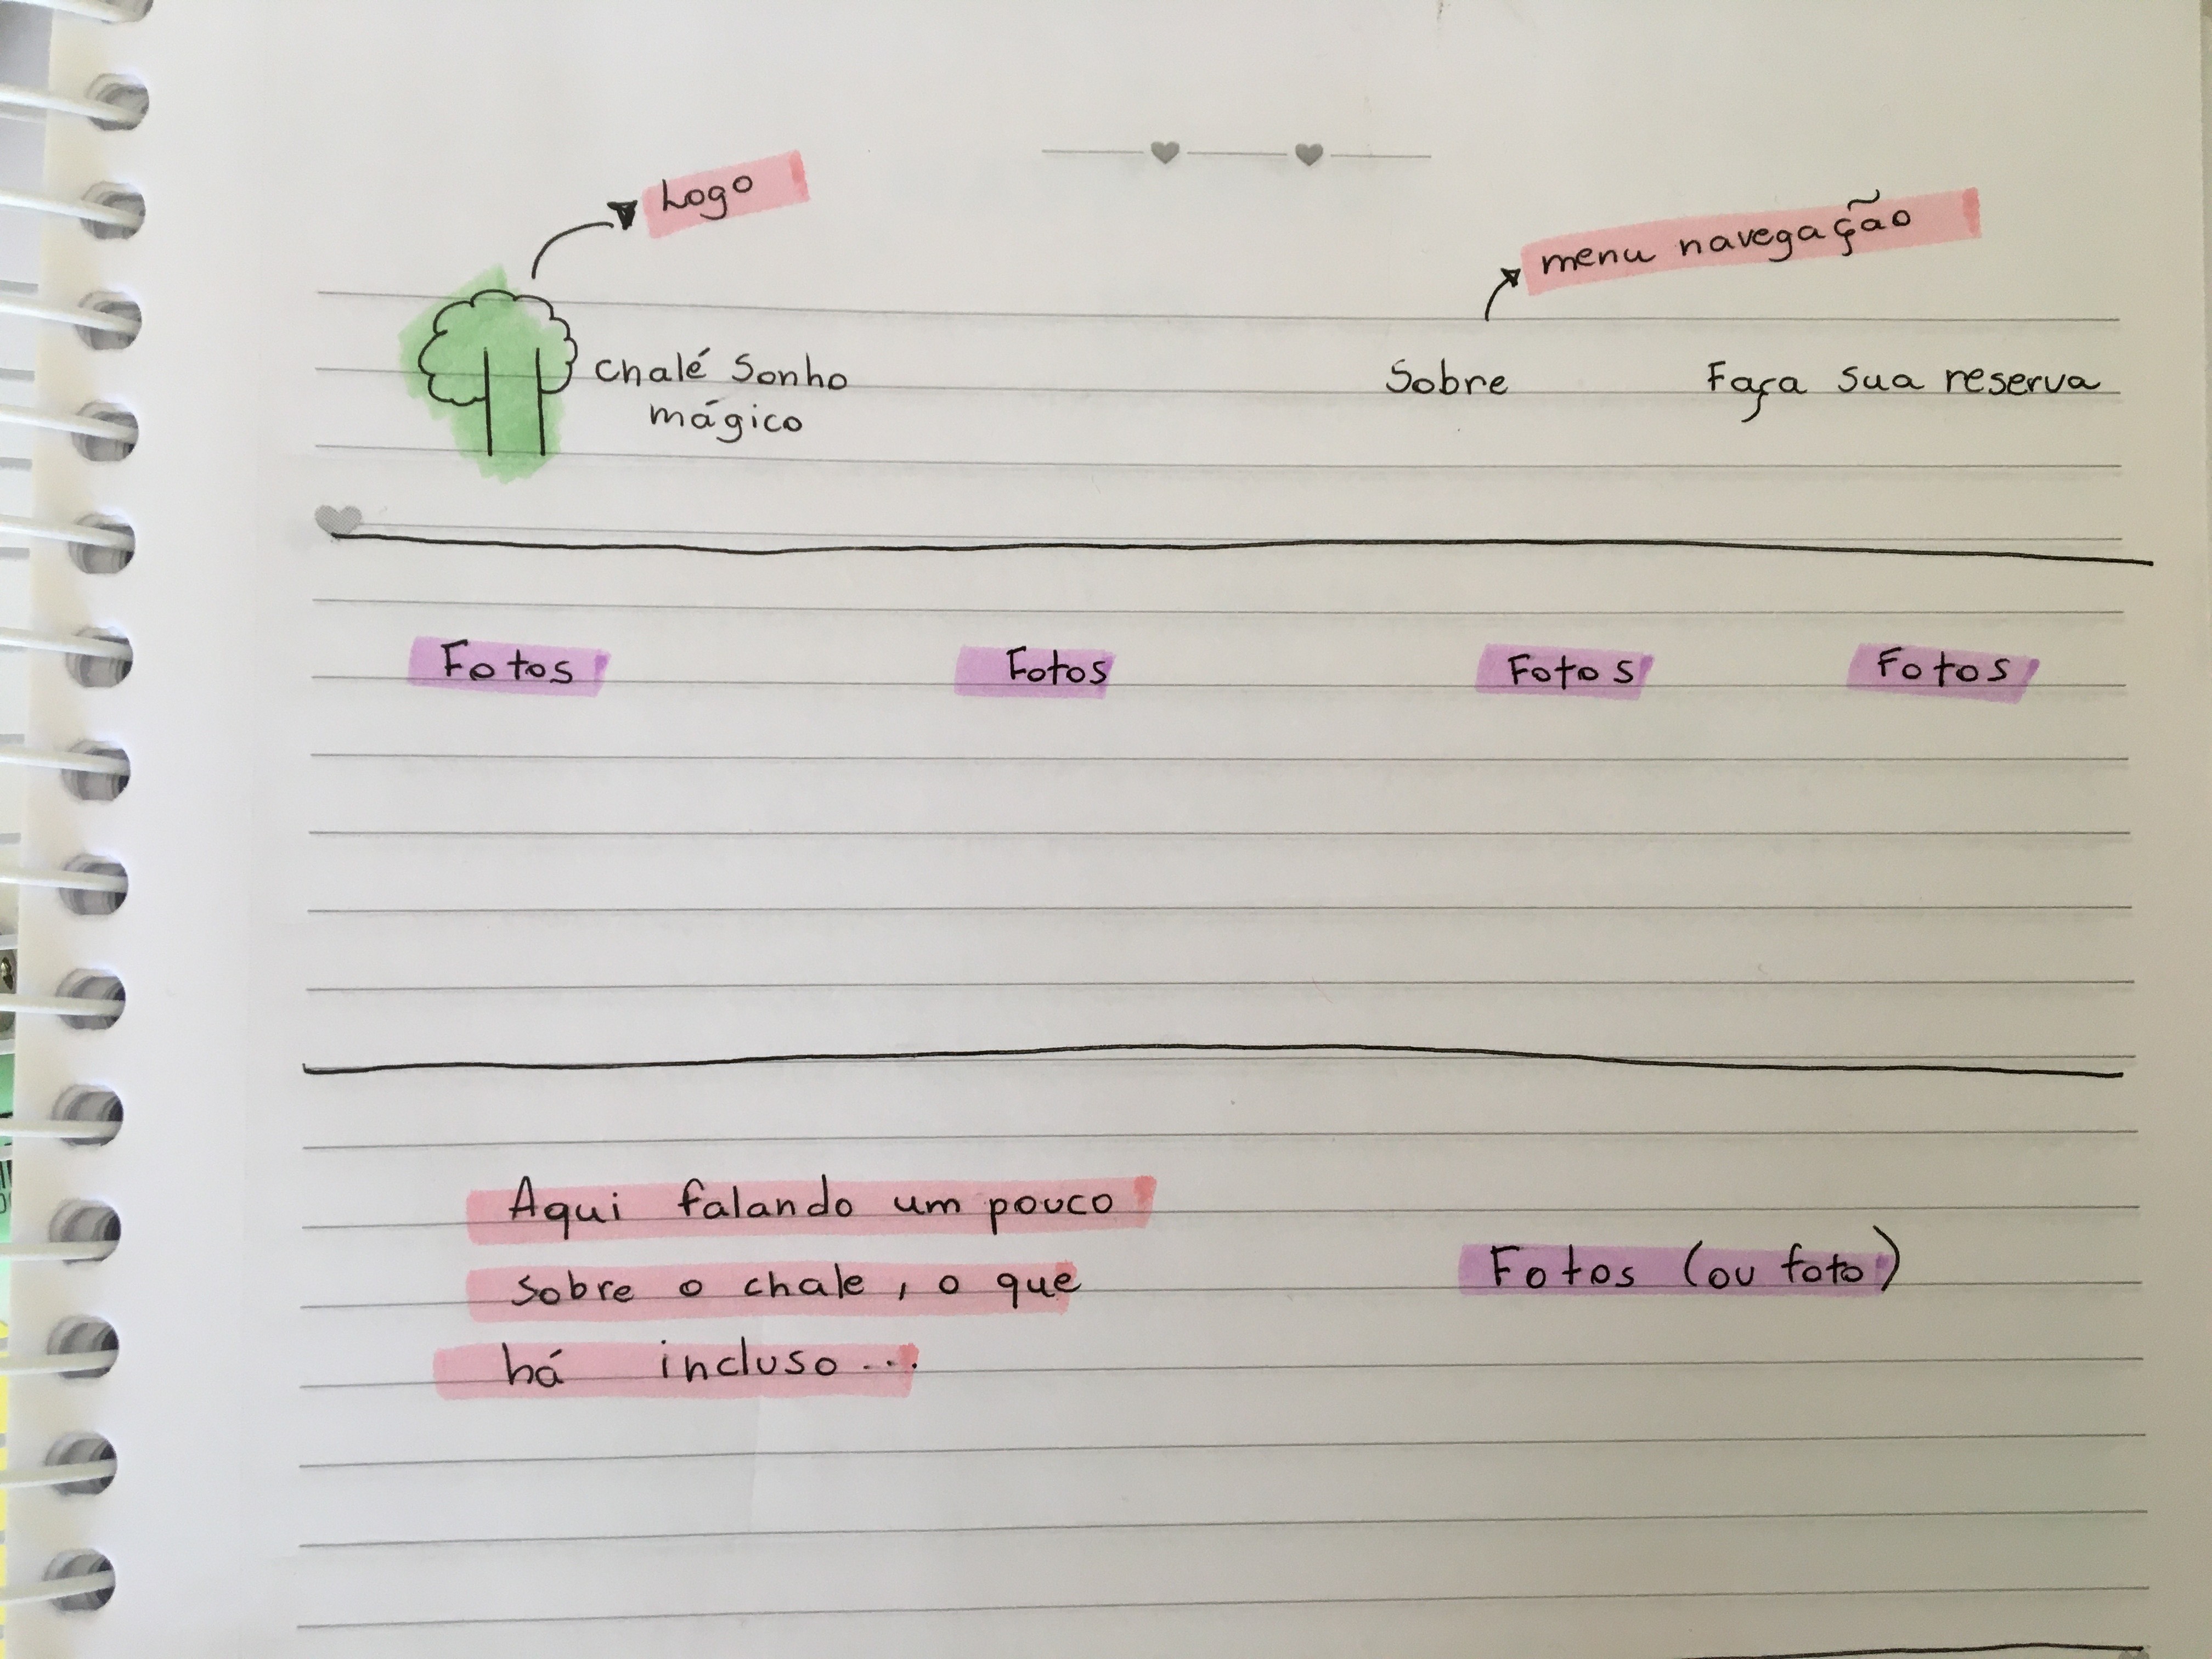 Logo
menu navegação
Chalé Sonho
mágico
Sobre
Faça sua reserva
Fotos
Fotos
Fotos
Fotos
Aqui falando um pouco
sobre o chale, o que
há incluso...
Fotos (ou foto)